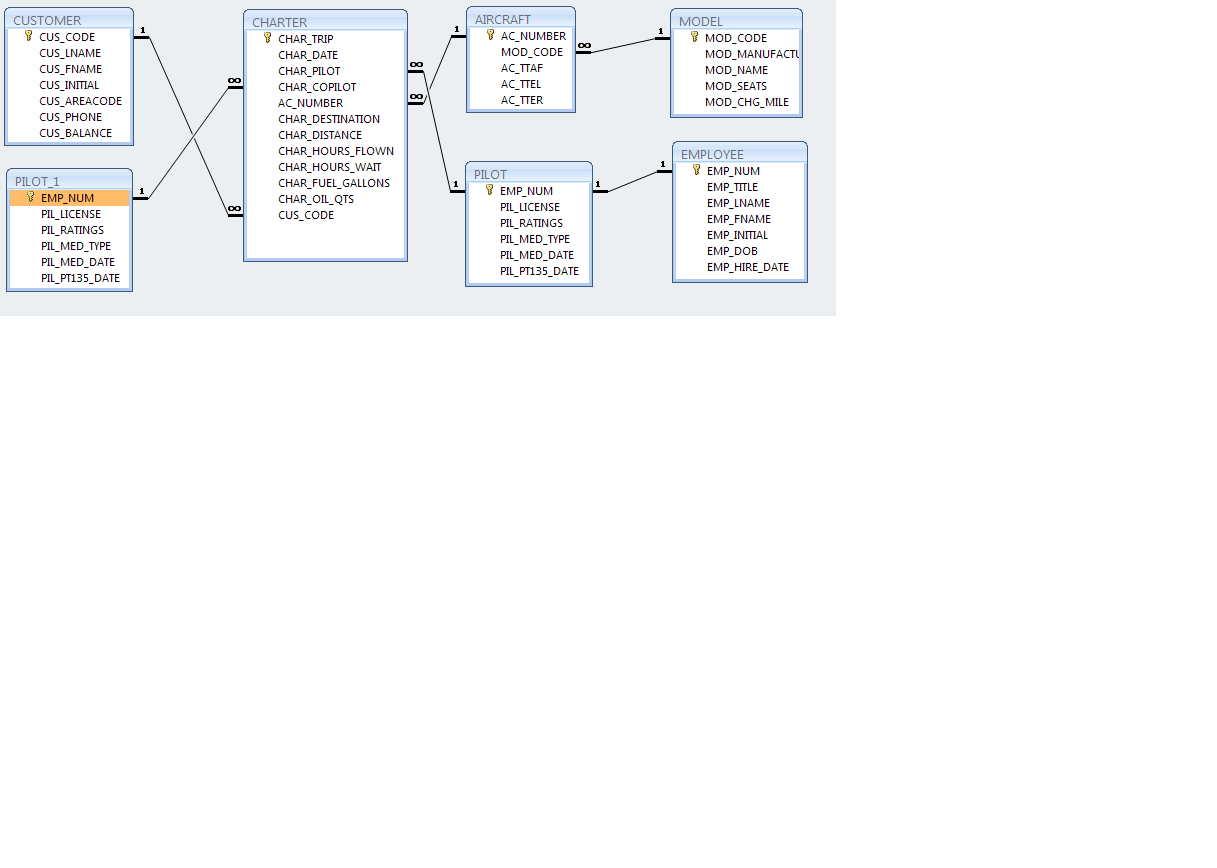 CUSTOMER
CUS_CODE
CUS_LNAME
CUS_FNAME
CUS_INITIAL
CUS_AREACODE
CUS_PHONE
CUS_BALANCE
1
PILOT_1
EMP_NUM
PIL_LICENSE
PIL_RATINGS
PIL_MED_TYPE
PIL_MED_DATE
PIL_PT135_DATE
1
∞
∞
CHARTER
CHAR_TRIP
CHAR_DATE
CHAR_PILOT
CHAR_COPILOT
AC_NUMBER
CHAR_DESTINATION
CHAR_DISTANCE
CHAR_HOURS_FLOWN
CHAR_HOURS_WAIT
CHAR_FUEL_GALLONS
CHAR_OIL_QTS
CUS_CODE
∞
∞
1
AIRCRAFT
AC_NUMBER
MOD_CODE
AC_TTAF
AC_TTEL
AC_TTER
∞
1
MODEL
MOD_CODE
MOD_MANUFACTU
MOD_NAME
MOD_SEATS
MOD_CHG_MILE
1
PILOT
EMP_NUM
PIL_LICENSE
PIL_RATINGS
PIL_MED_TYPE
PIL_MED_DATE
PIL_PT135_DATE
1
1
EMPLOYEE
EMP_NUM
EMP_TITLE
EMP_LNAME
EMP_FNAME
EMP_INITIAL
EMP_DOB
EMP_HIRE_DATE